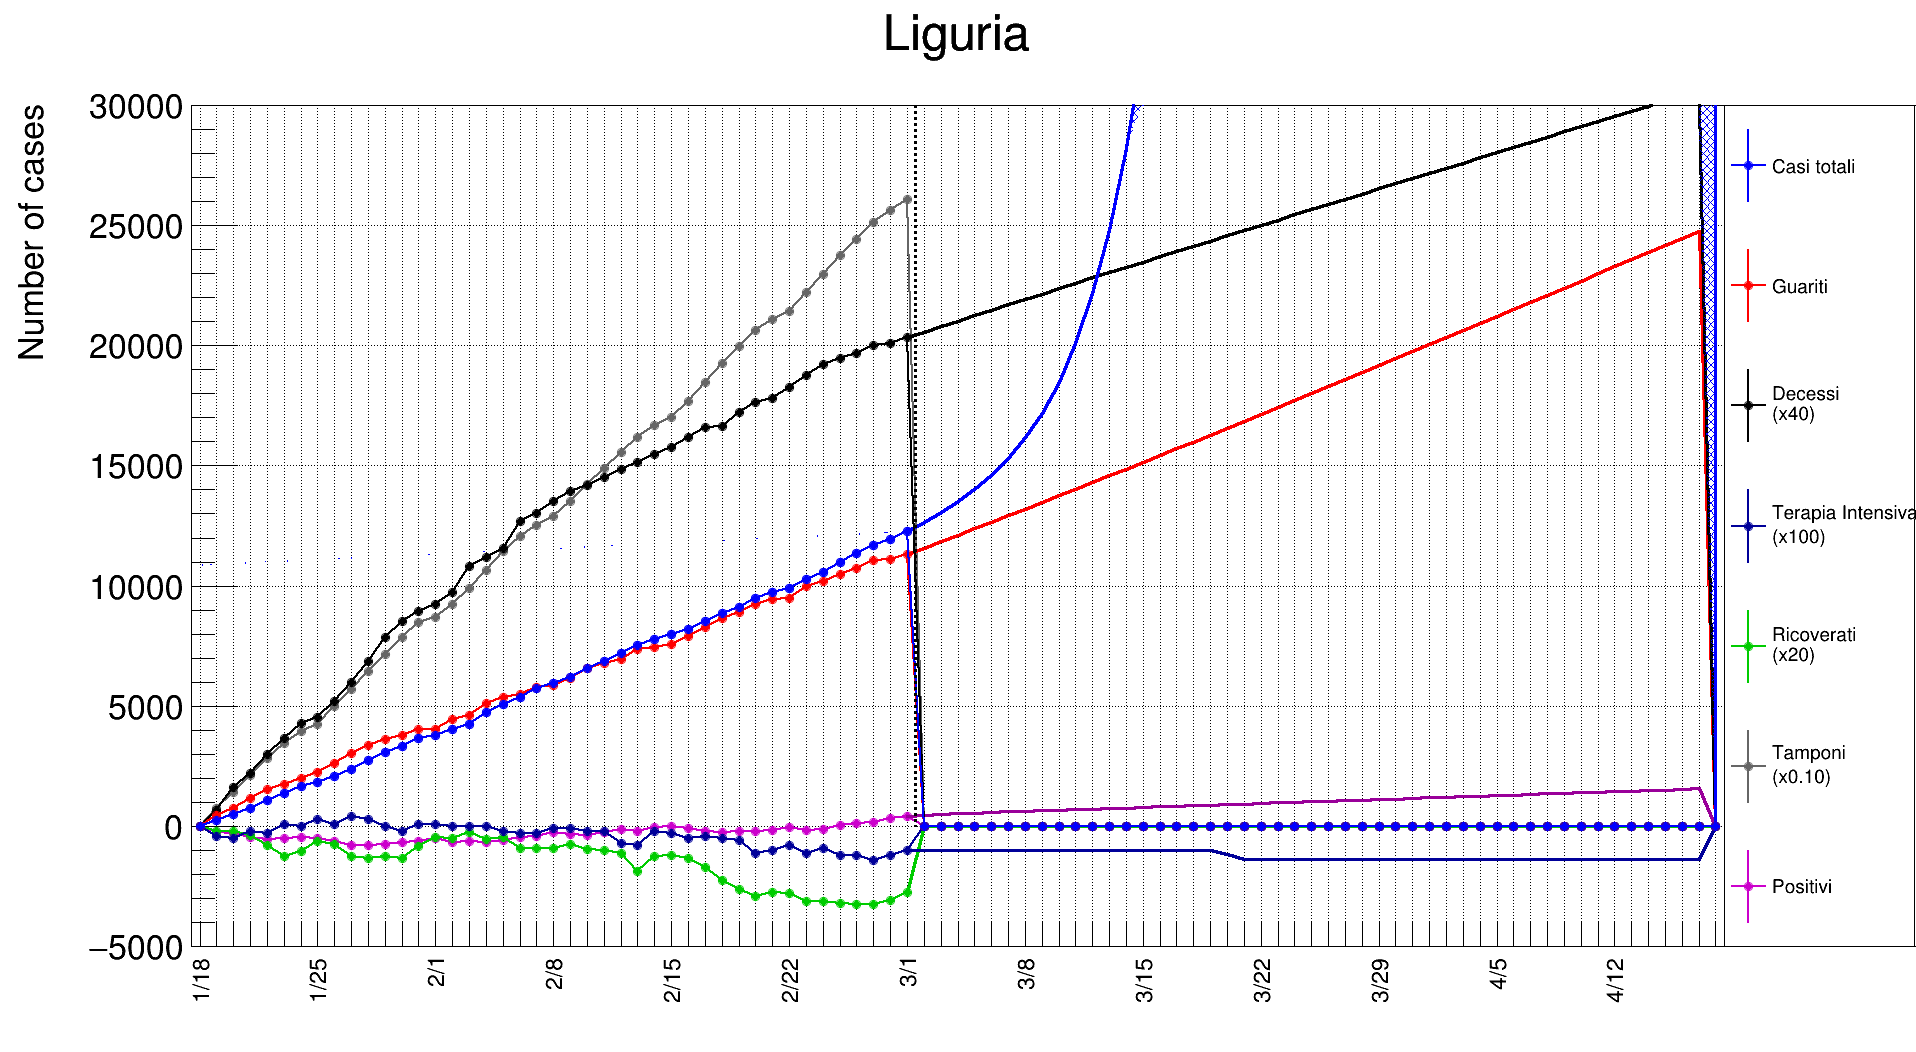 Liguria
Number of cases
30000
25000
20000
15000
10000
5000
0
−5000
1/18
1/25
2/1
2/8
2/15
2/22
3/1
3/8
3/15
3/22
3/29
4/5
4/12
Casi totali
Guariti
Decessi
(x40)
Terapia Intensiva
(x100)
Ricoverati
(x20)
Tamponi
(x0.10)
Positivi